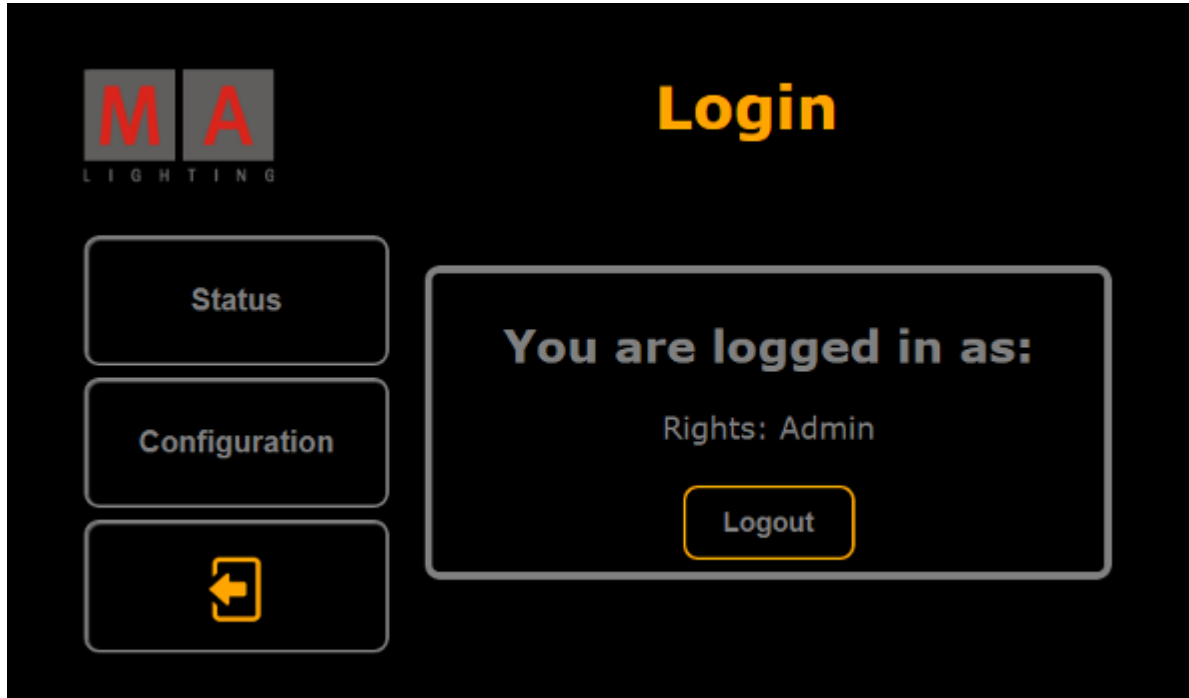 MA
LIGHTING
Login
Status
Configuration
You are logged in as:
Rights: Admin
Logout